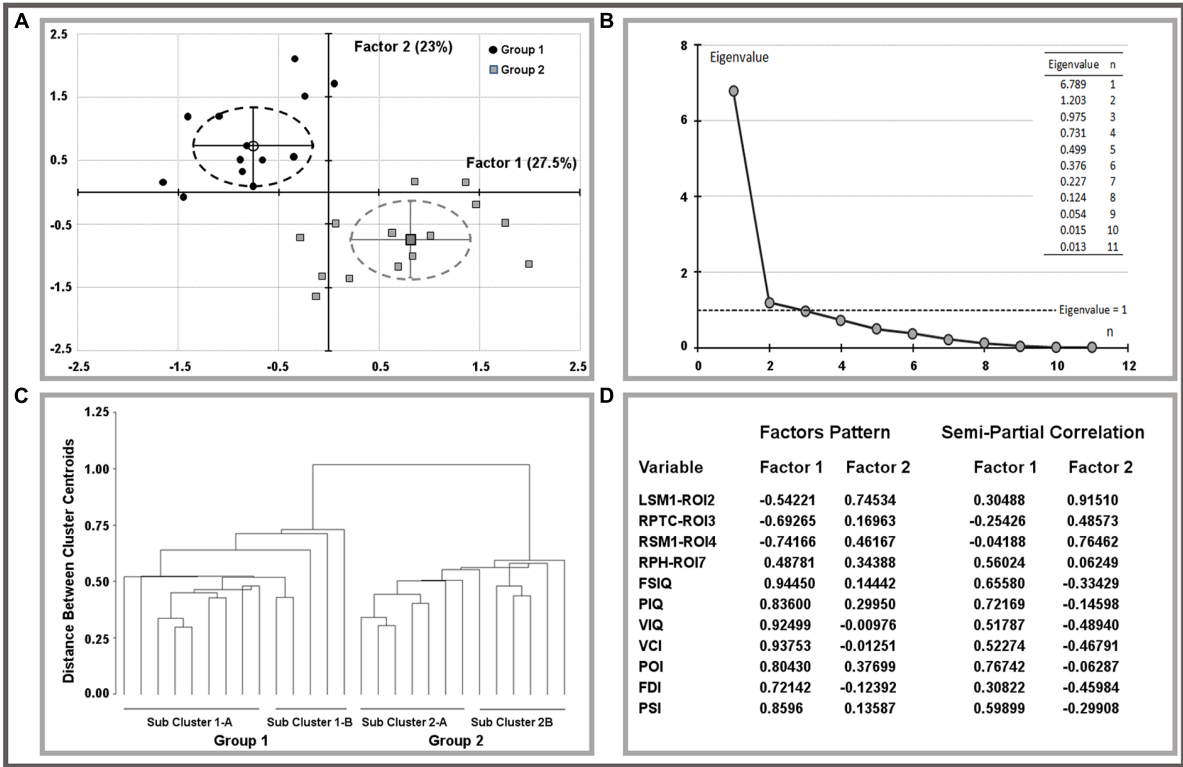 A
2.5
Factor 2 (23%)
Group 1
Group 2
1.5
0.5
Factor 1 (27.5%)
-0.5
-1.5
-2.5
-2.5 -1.5 -0.5 0.5 1.5 2.5
B
8
Eigenvalue
6
4
2
0
Eigenvalue n
6.789 1
1.203 2
0.975 3
0.731 4
0.499 5
0.376 6
0.227 7
0.124 8
0.054 9
0.015 10
0.013 11
Eigenvalue = 1
n
0 2 4 6 8 10 12
C
Distance Between Cluster Centroids
1.25
1.00
0.75
0.50
0.25
0.00
Sub Cluster 1-A Sub Cluster 1-B Sub Cluster 2-A Sub Cluster 2B
Group 1 Group 2
D
Factors Pattern Semi-Partial Correlation
Variable Factor 1 Factor 2 Factor 1 Factor 2
LSM1-ROI2 -0.54221 0.74534 0.30488 0.91510
RPTC-ROI3 -0.69265 0.16963 -0.25426 0.48573
RSM1-ROI4 -0.74166 0.46167 -0.04188 0.76462
RPH-ROI7 0.48781 0.34388 0.56024 0.06249
FSIQ 0.94450 0.14442 0.65580 -0.33429
PIQ 0.83600 0.29950 0.72169 -0.14598
VIQ 0.92499 -0.00976 0.51787 -0.48940
VCI 0.93753 -0.01251 0.52274 -0.46791
POI 0.80430 0.37699 0.76742 -0.06287
FDI 0.72142 -0.12392 0.30822 -0.45984
PSI 0.8596 0.13587 0.59899 -0.29908